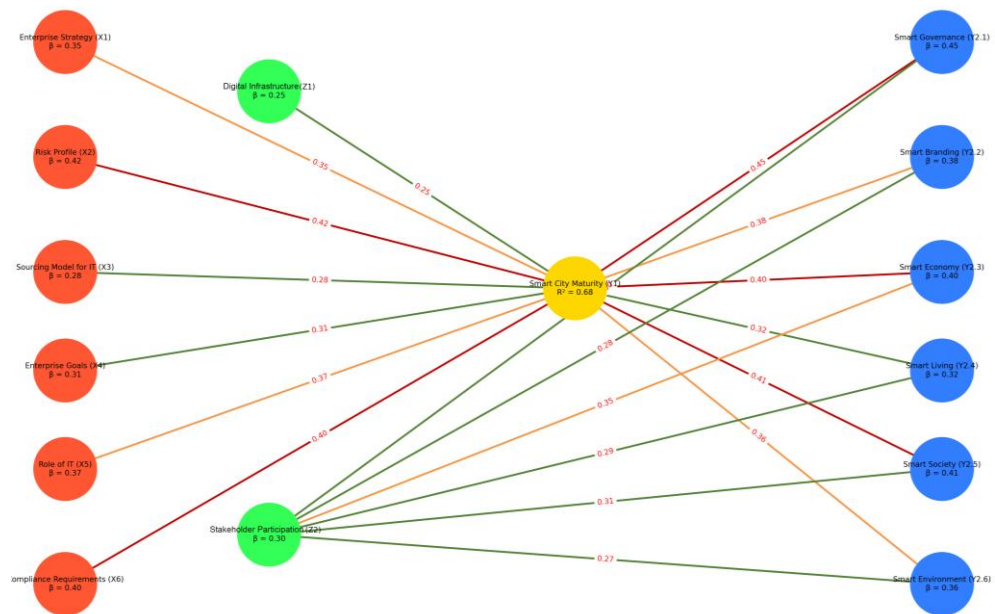 Enterprise Strategy (X1)
β = 0.35
Smart Governance (Y2.1)
β = 0.45
Digital Infrastructure (Z1)
β = 0.25
Risk Profile (X2)
β = 0.42
Smart Branding (Y2.2)
β = 0.38
0.35
0.45
0.25
0.42
0.38
Sourcing Model for IT (X3)
β = 0.28
0.28
Smart City Maturity (Y1)
R² = 0.68
0.40
Smart Economy (Y2.3)
β = 0.40
0.31
0.32
0.28
Enterprise Goals (X4)
β = 0.31
Smart Living (Y2.4)
β = 0.32
0.37
0.41
0.35
0.40
0.36
0.29
Role of IT (X5)
β = 0.37
Smart Society (Y2.5)
β = 0.41
0.31
Stakeholder Participation (Z2)
β = 0.30
0.27
ompliance Requirements (X6)
β = 0.40
Smart Environment (Y2.6)
β = 0.36